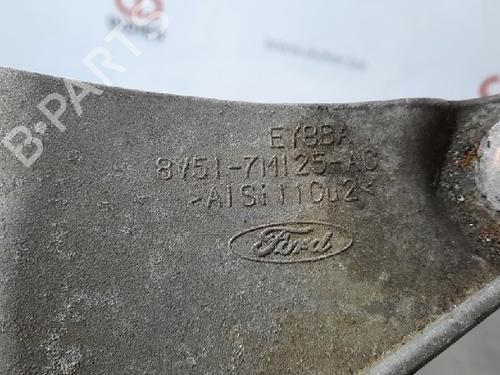 EY8BA
8V51-7M125-AC
>AlSi11Cu2<
Ford
B-PARTS